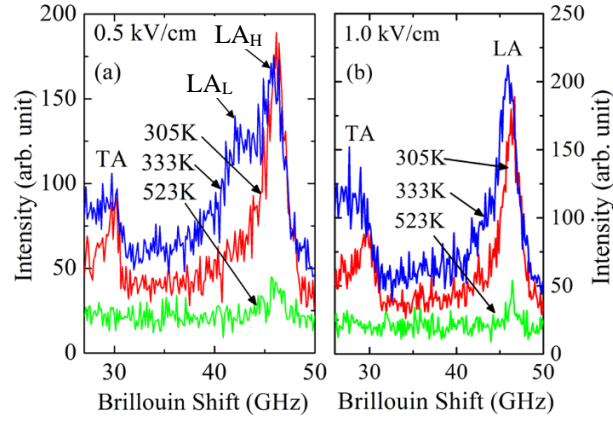 0.5 kV/cm
1.0 kV/cm
(a)
(b)
LA_H
LA_L
LA
TA
TA
305K
333K
523K
305K
333K
523K
200
150
100
50
0
250
200
150
100
50
0
30
40
50
30
40
50
Intensity (arb. unit)
Intensity (arb. unit)
Brillouin Shift (GHz)
Brillouin Shift (GHz)